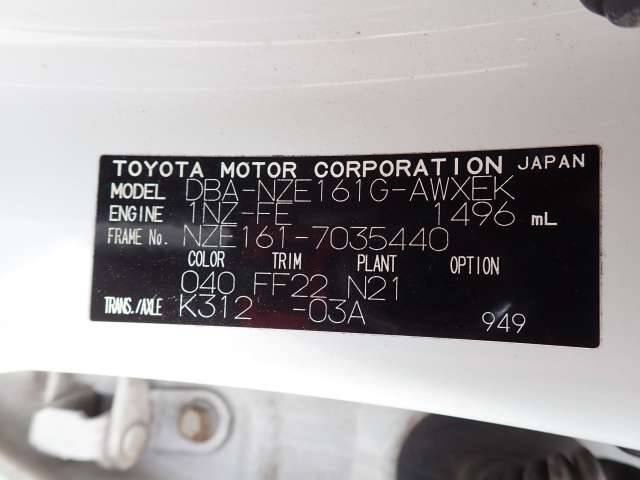 TOYOTA MOTOR CORPORATION JAPAN
MODEL DBA-NZE161G-AWXEK
ENGINE 1NZ-FE 1496 mL
FRAME No. NZE161-7035440
COLOR TRIM PLANT OPTION
040 FF22 N21
TRANS./AXLE K312 -03A 949